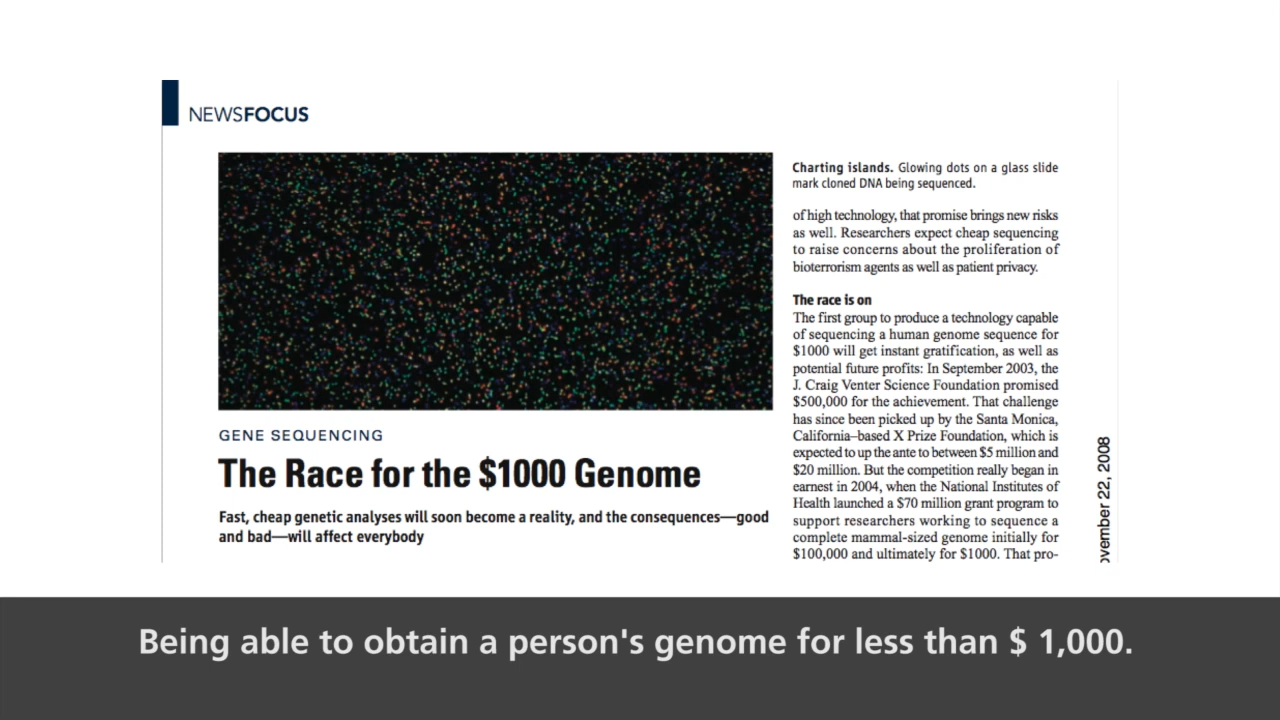 NEWSFOCUS
GENE SEQUENCING
The Race for the $1000 Genome
Fast, cheap genetic analyses will soon become a reality, and the consequences—good
and bad—will affect everybody
Charting islands. Glowing dots on a glass slide
mark cloned DNA being sequenced.
of high technology, that promise brings new risks
as well. Researchers expect cheap sequencing
to raise concerns about the proliferation of
bioterrorism agents as well as patient privacy.
The race is on
The first group to produce a technology capable
of sequencing a human genome sequence for
$1000 will get instant gratification, as well as
potential future profits: In September 2003, the
J. Craig Venter Science Foundation promised
$500,000 for the achievement. That challenge
has since been picked up by the Santa Monica,
California–based X Prize Foundation, which is
expected to up the ante to between $5 million and
$20 million. But the competition really began in
earnest in 2004, when the National Institutes of
Health launched a $70 million grant program to
support researchers working to sequence a
complete mammal-sized genome initially for
$100,000 and ultimately for $1000. That pro-
ovember 22, 2008
Being able to obtain a person's genome for less than $ 1,000.